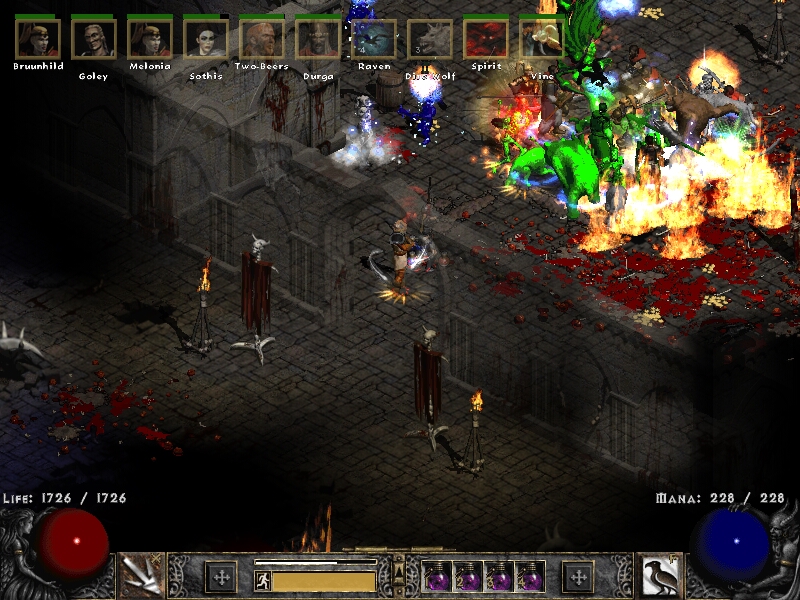 Bruunhild Goley Melonia Sothis Two-Beers Durga Raven Dire Wolf Spirit Vine
Life: 1726 / 1726
Mana: 228 / 228